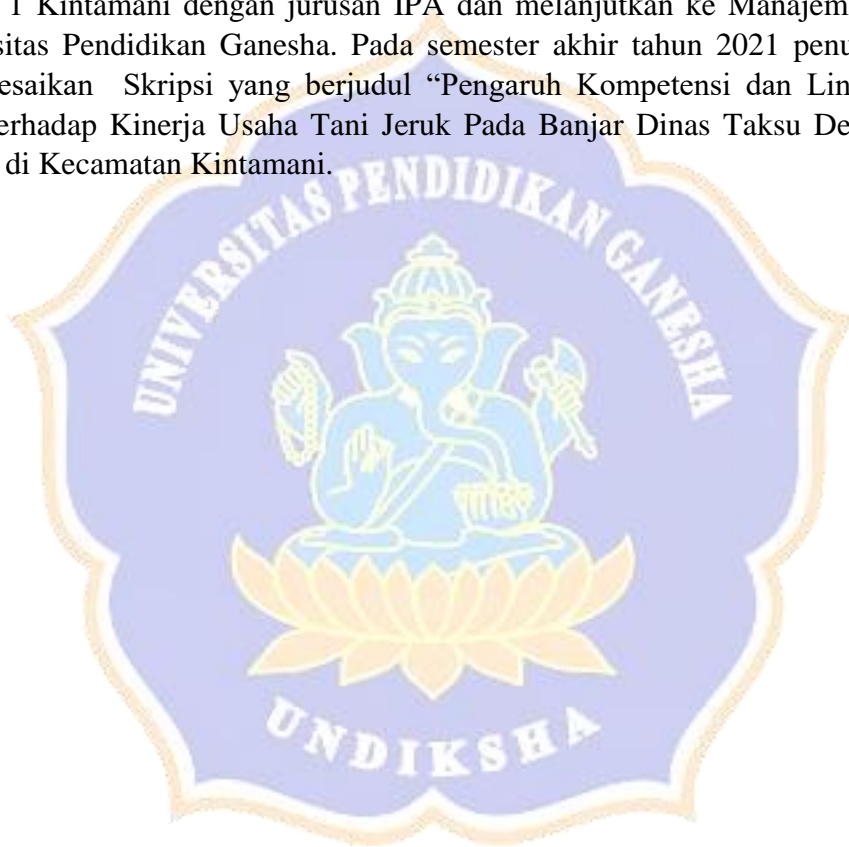 1 Kintamani dengan jurusan IPA dan melanjutkan ke Manajem
sitas Pendidikan Ganesha. Pada semester akhir tahun 2021 penu
esaikan Skripsi yang berjudul “Pengaruh Kompetensi dan Lin
erhadap Kinerja Usaha Tani Jeruk Pada Banjar Dinas Taksu De
di Kecamatan Kintamani.
UNIVERSITAS PENDIDIKAN GANESHA
UNDIKSHA